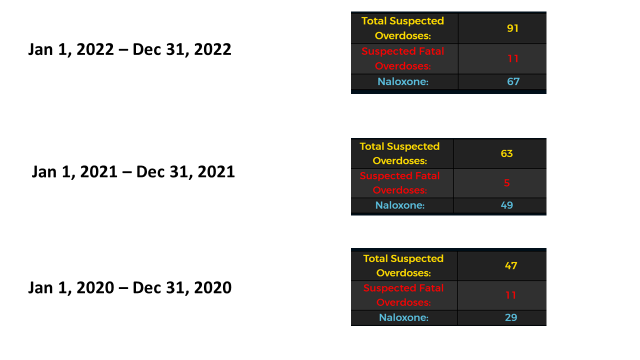 Jan 1, 2022 – Dec 31, 2022
Total Suspected
Overdoses:
91
Suspected Fatal
Overdoses:
11
Naloxone:
67
Jan 1, 2021 – Dec 31, 2021
Total Suspected
Overdoses:
63
Suspected Fatal
Overdoses:
5
Naloxone:
49
Jan 1, 2020 – Dec 31, 2020
Total Suspected
Overdoses:
47
Suspected Fatal
Overdoses:
11
Naloxone:
29